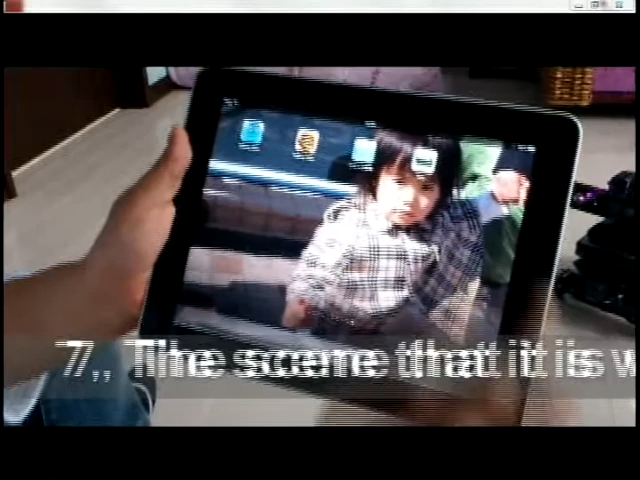 7, The scene that it is w